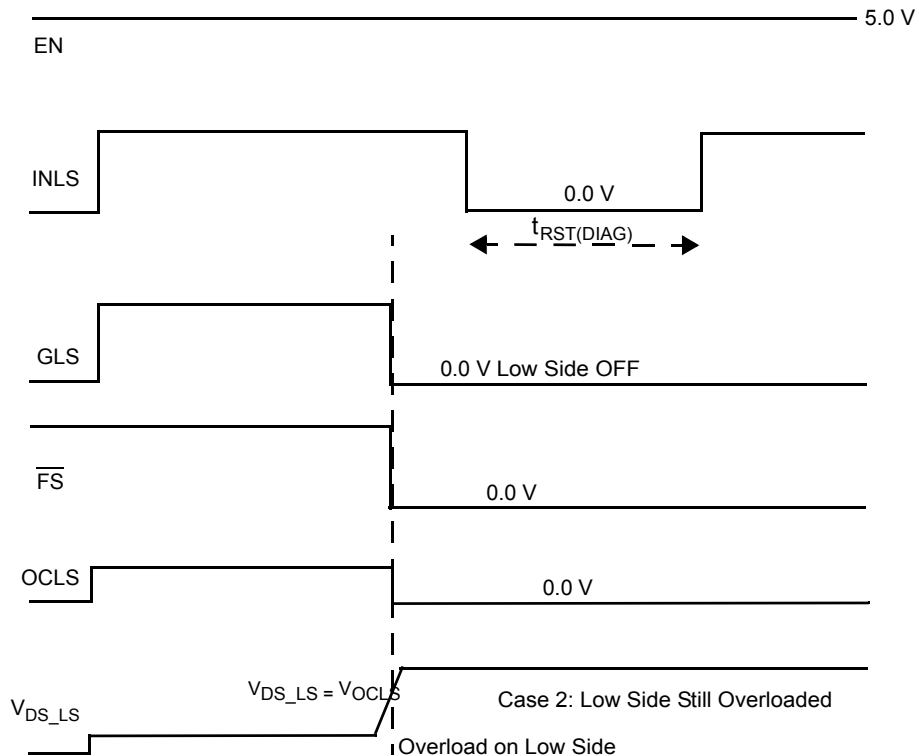 5.0 V
EN
INLS
0.0 V
tRST(DIAG)
GLS
0.0 V Low Side OFF
FS
0.0 V
OCLS
0.0 V
VDS_LS = VOCLS
Case 2: Low Side Still Overloaded
VDS_LS
Overload on Low Side